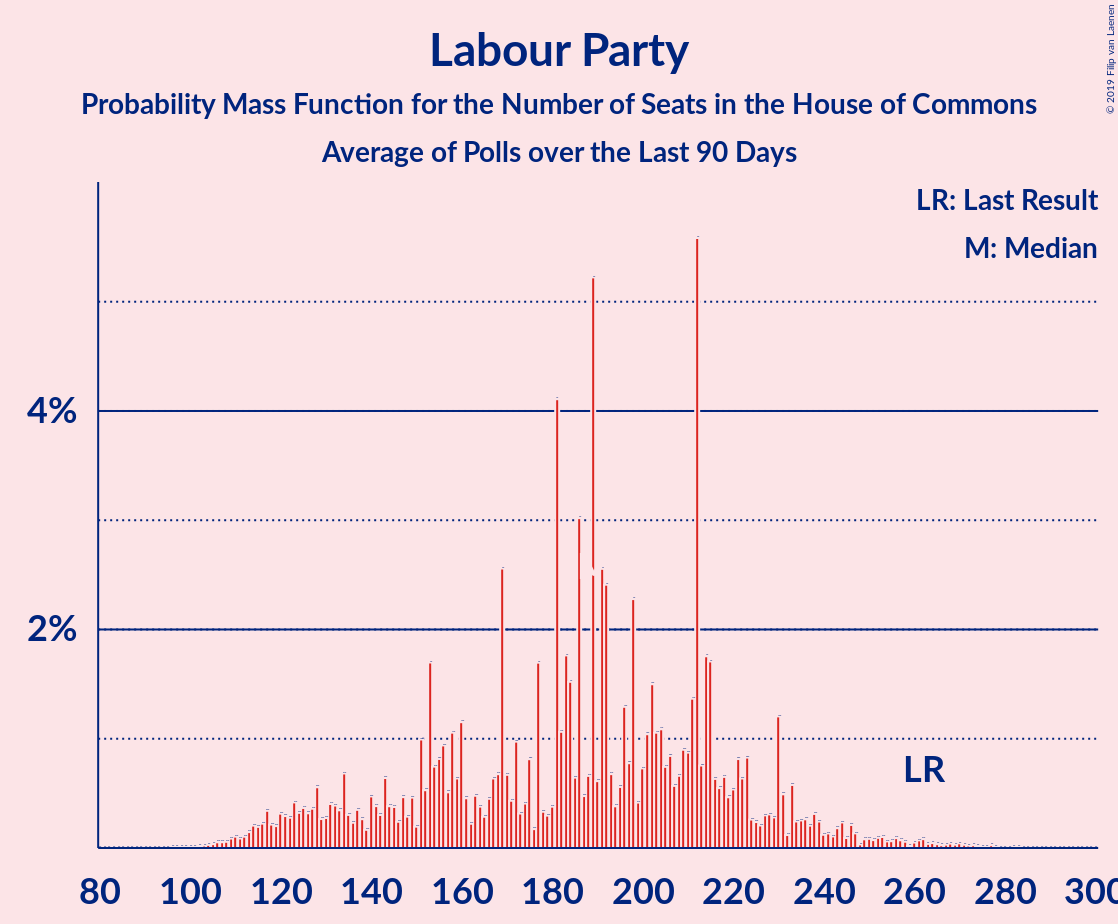 Labour Party
Probability Mass Function for the Number of Seats in the House of Commons
Average of Polls over the Last 90 Days
© 2019 Filip van Laenen
LR: Last Result
M: Median
4%
2%
LR
80 100 120 140 160 180 200 220 240 260 280 300